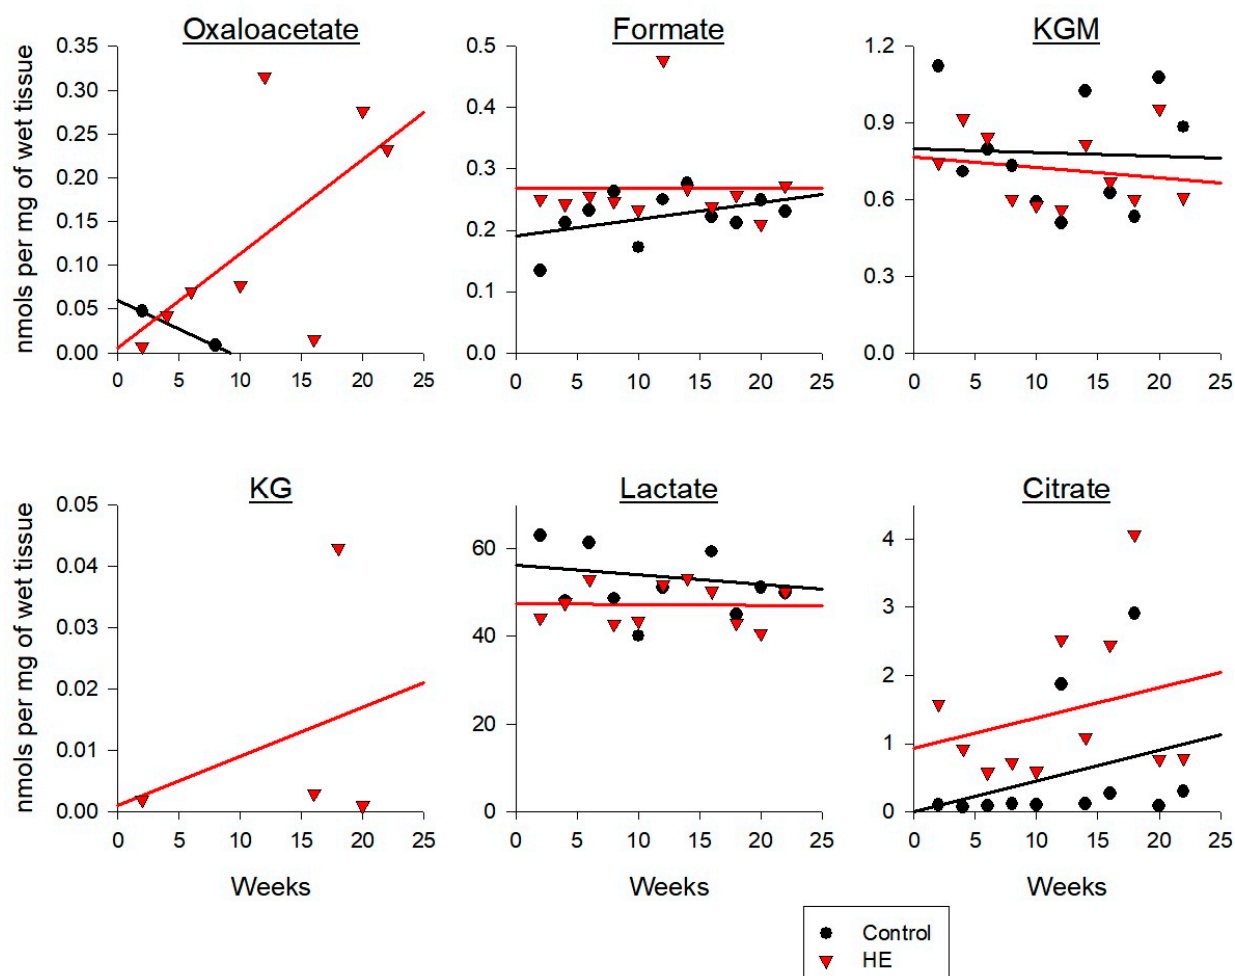 Oxaloacetate
Formate
KGM
nmols per mg of wet tissue
0.35
0.30
0.25
0.20
0.15
0.10
0.05
0.00
0 5 10 15 20 25
0.5
0.4
0.3
0.2
0.1
0.0
0 5 10 15 20 25
1.2
0.9
0.6
0.3
0.0
0 5 10 15 20 25
KG
Lactate
Citrate
nmols per mg of wet tissue
0.05
0.04
0.03
0.02
0.01
0.00
0 5 10 15 20 25
Weeks
60
40
20
0
0 5 10 15 20 25
Weeks
4
3
2
1
0
0 5 10 15 20 25
Weeks
Control
HE